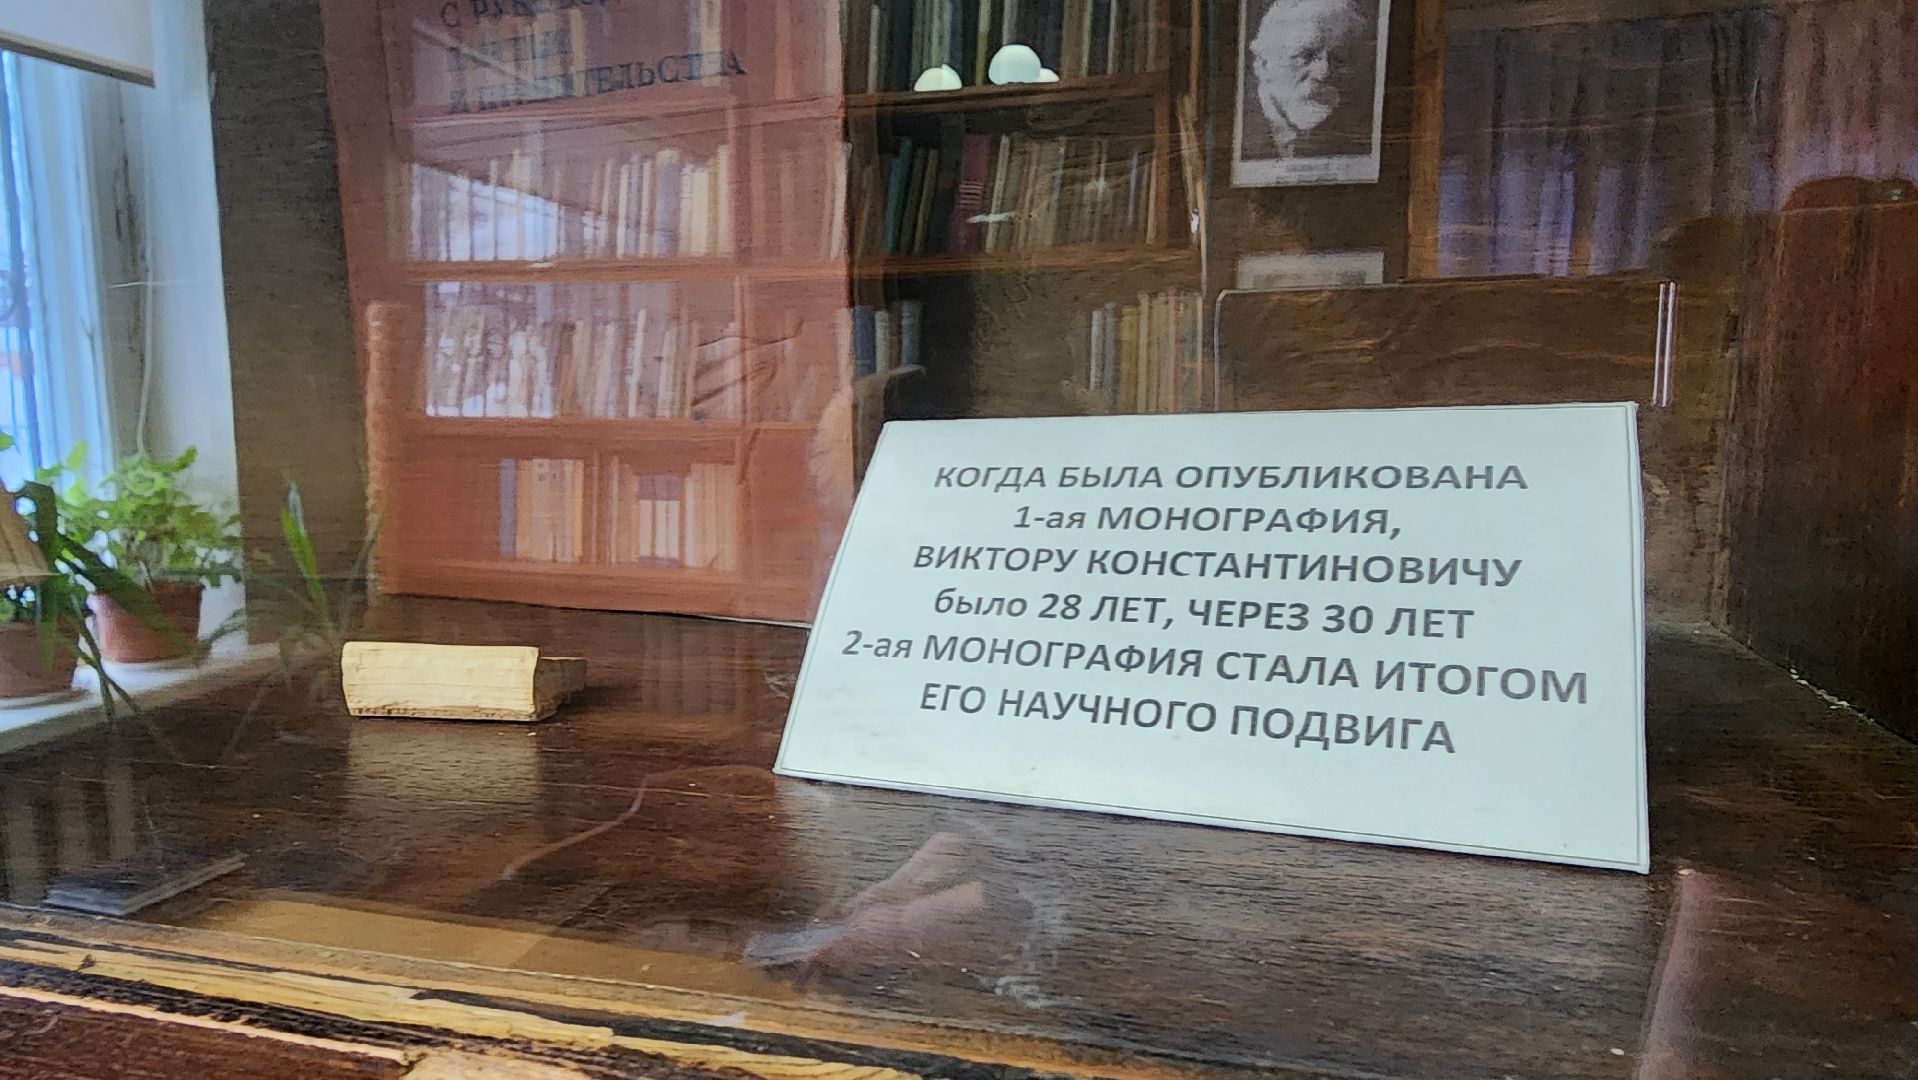 ЕЛЬСТВА
КОГДА БЫЛА ОПУБЛИКОВАНА
1-ая МОНОГРАФИЯ,
ВИКТОРУ КОНСТАНТИНОВИЧУ
было 28 ЛЕТ, ЧЕРЕЗ 30 ЛЕТ
2-ая МОНОГРАФИЯ СТАЛА ИТОГОМ
ЕГО НАУЧНОГО ПОДВИГА